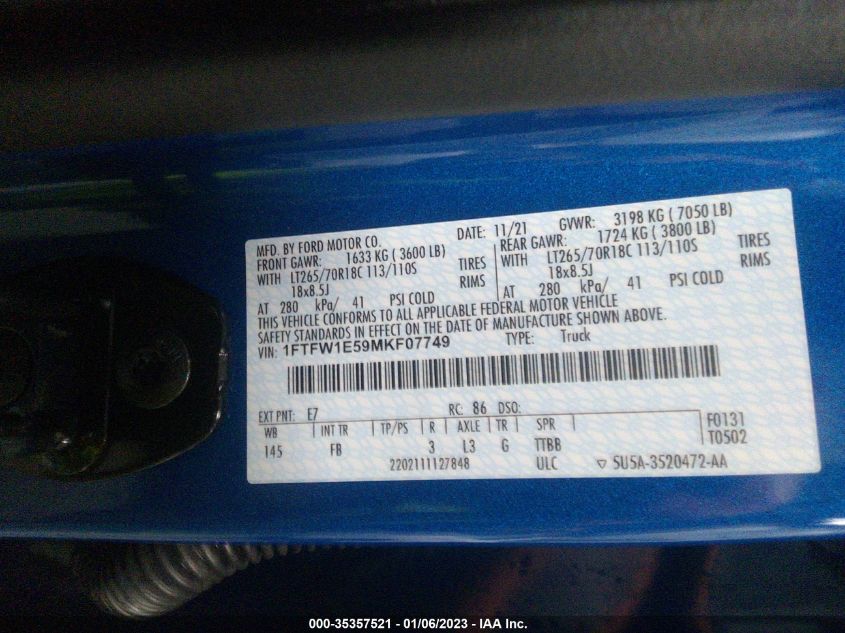 MFD. BY FORD MOTOR CO. DATE: 11/21 GVWR: 3198 KG ( 7050 LB)
FRONT GAWR: 1633 KG ( 3600 LB) REAR GAWR: 1724 KG ( 3800 LB)
WITH LT265/70R18C 113/110S TIRES WITH LT265/70R18C 113/110S TIRES
18x8.5J RIMS 18x8.5J RIMS
AT 280 kPa/ 41 PSI COLD AT 280 kPa/ 41 PSI COLD
THIS VEHICLE CONFORMS TO ALL APPLICABLE FEDERAL MOTOR VEHICLE
SAFETY STANDARDS IN EFFECT ON THE DATE OF MANUFACTURE SHOWN ABOVE.
VIN: 1FTFW1E59MKF07749 TYPE: Truck
EXT PNT: E7 RC: 86 DSO: F0131
WB INT TR TP/PS R AXLE TR SPR T0502
145 FB 3 L3 G TTBB
2202111127848 ULC ▽ SU5A-3520472-AA
000-35357521 - 01/06/2023 - IAA Inc.